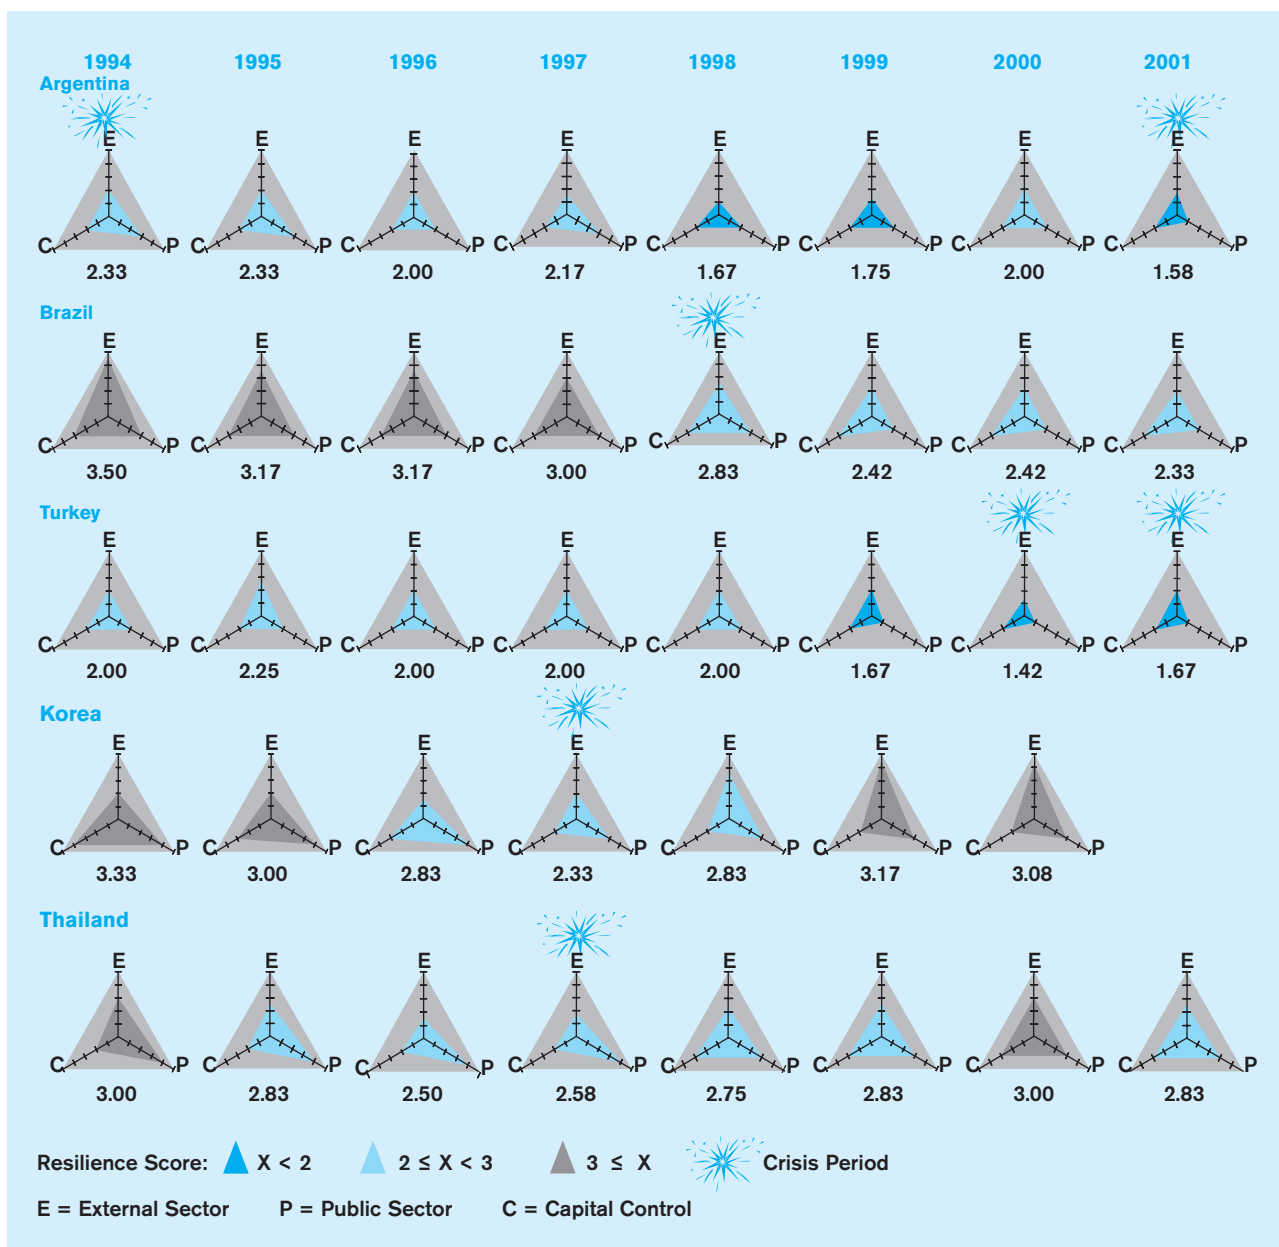 1994 1995 1996 1997 1998 1999 2000 2001
Argentina
E E E E E E E E
C P C P C P C P C P C P C P C P
2.33 2.33 2.00 2.17 1.67 1.75 2.00 1.58
Brazil
E E E E E E E E
C P C P C P C P C P C P C P C P
3.50 3.17 3.17 3.00 2.83 2.42 2.42 2.33
Turkey
E E E E E E E E
C P C P C P C P C P C P C P C P
2.00 2.25 2.00 2.00 2.00 1.67 1.42 1.67
Korea
E E E E E E E
C P C P C P C P C P C P C P
3.33 3.00 2.83 2.33 2.83 3.17 3.08
Thailand
E E E E E E E E
C P C P C P C P C P C P C P C P
3.00 2.83 2.50 2.58 2.75 2.83 3.00 2.83
Resilience Score: X < 2 2 ≤ X < 3 3 ≤ X Crisis Period
E = External Sector P = Public Sector C = Capital Control